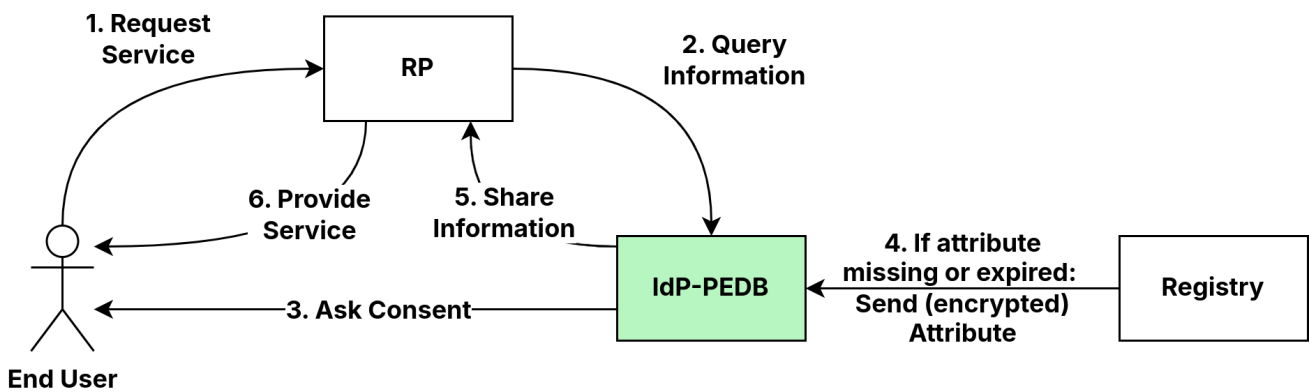 1. Request
Service
RP
2. Query
Information
6. Provide
Service
5. Share
Information
3. Ask Consent
IdP-PEDB
4. If attribute
missing or expired:
Send (encrypted)
Attribute
Registry
End User